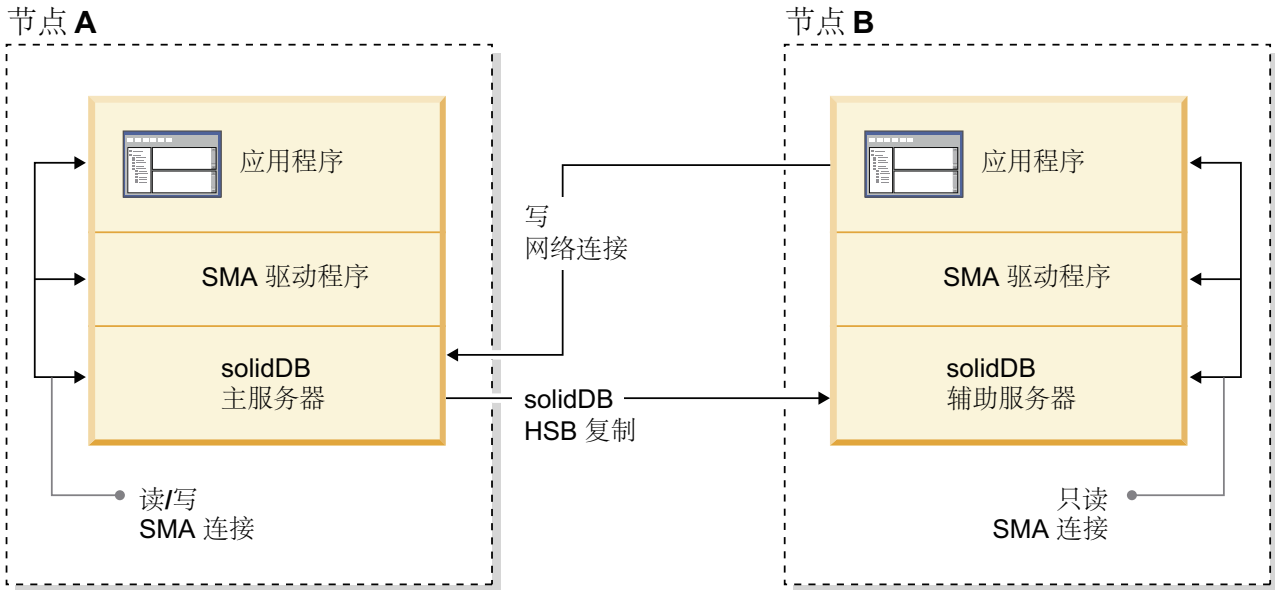 节点 A
应用程序
SMA 驱动程序
solidDB
主服务器
读/写
SMA 连接
写
网络连接
solidDB
HSB 复制
节点 B
应用程序
SMA 驱动程序
solidDB
辅助服务器
只读
SMA 连接